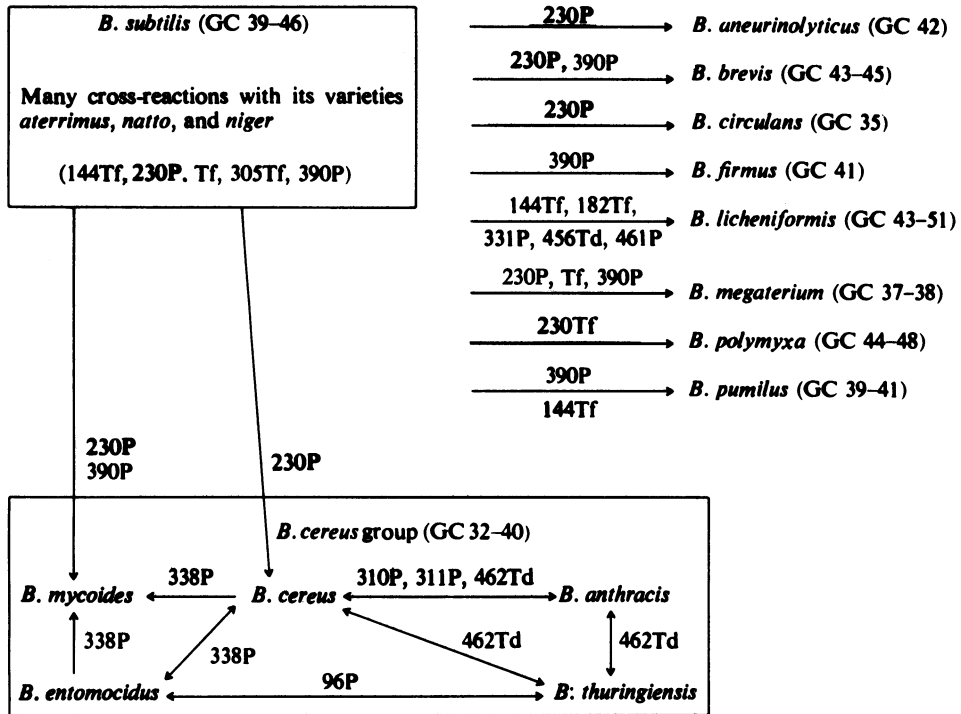 B. subtilis (GC 39–46)
Many cross-reactions with its varieties
aterrimus, natto, and niger
(144Tf, 230P. Tf, 305Tf, 390P)
230P
B. aneurinolyticus (GC 42)
230P, 390P
B. brevis (GC 43–45)
230P
B. circulans (GC 35)
390P
B. firmus (GC 41)
144Tf, 182Tf,
B. licheniformis (GC 43–51)
331P, 456Td, 461P
230P, Tf, 390P
B. megaterium (GC 37–38)
230Tf
B. polymyxa (GC 44–48)
390P
B. pumilus (GC 39–41)
144Tf
230P
390P
230P
B. cereus group (GC 32–40)
B. mycoides
338P
B. cereus
310P, 311P, 462Td
B. anthracis
338P
338P
462Td
462Td
B. entomocidus
96P
B: thuringiensis